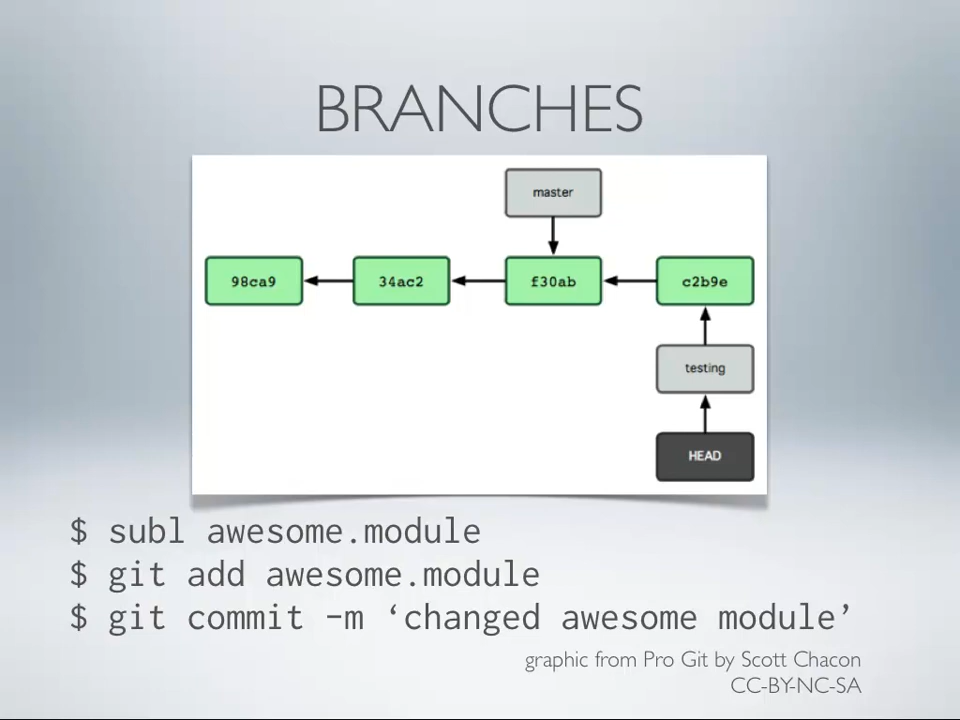 BRANCHES
master
98ca9 34ac2 f30ab c2b9e
testing
HEAD
$ subl awesome.module
$ git add awesome.module
$ git commit -m ‘changed awesome module’
graphic from Pro Git by Scott Chacon
CC-BY-NC-SA